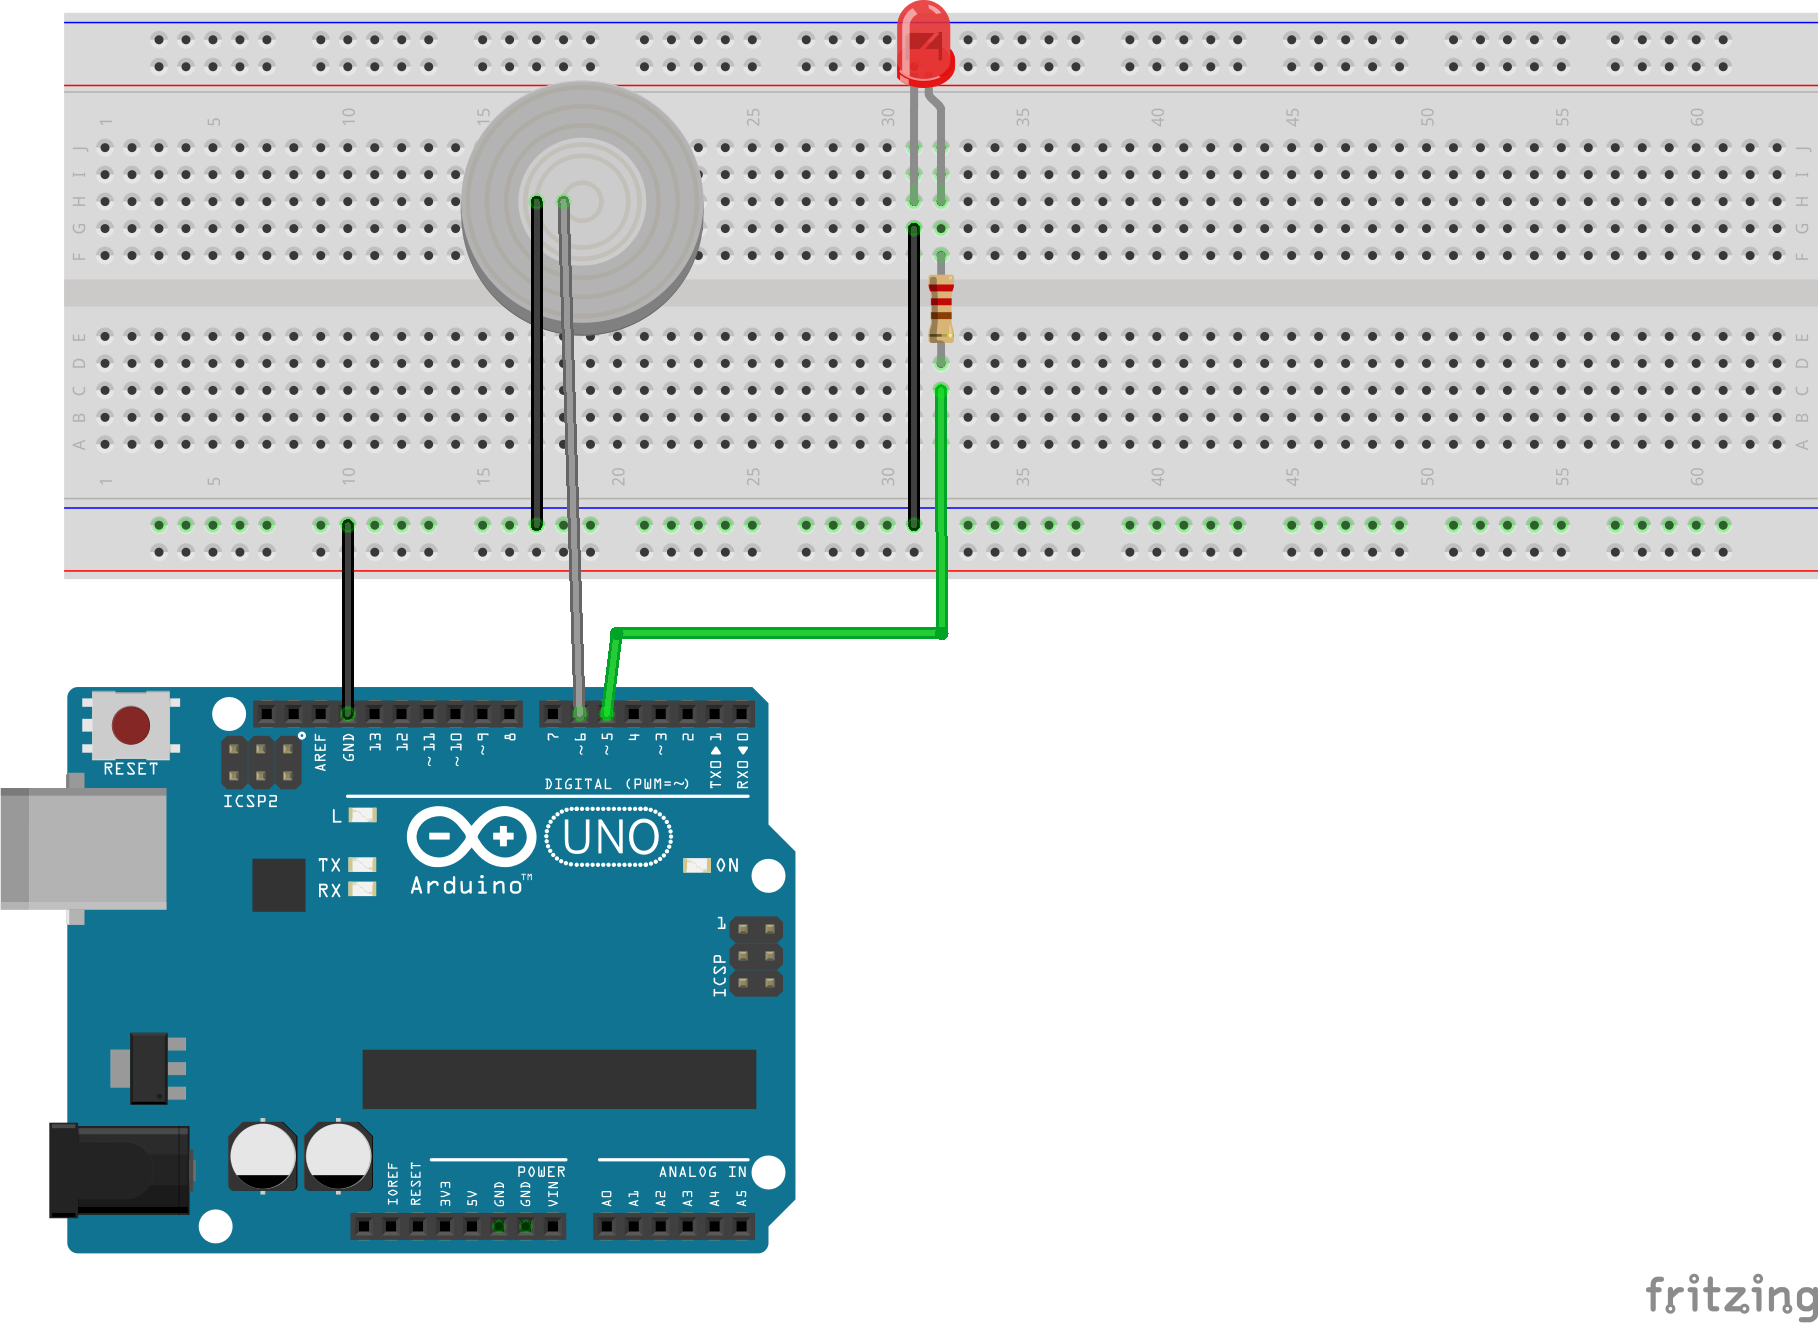 1 5 10 15 25 30 35 40 45 50 55 60
J J
I I
H H
G G
F F
E E
D D
C C
B B
A A
1 5 10 15 20 25 30 35 40 45 50 55 60
RESET
ICSP2
AREF
GND
13
12
~11
~10
~9
8
7
~6
~5
4
~3
2
TX0▶1
RX0◀0
DIGITAL (PWM=~)
L
TX
RX
UNO
Arduino™
ON
1
ICSP
IOREF
RESET
3V3
5V
GND
GND
VIN
POWER
ANALOG IN
A0
A1
A2
A3
A4
A5
fritzing